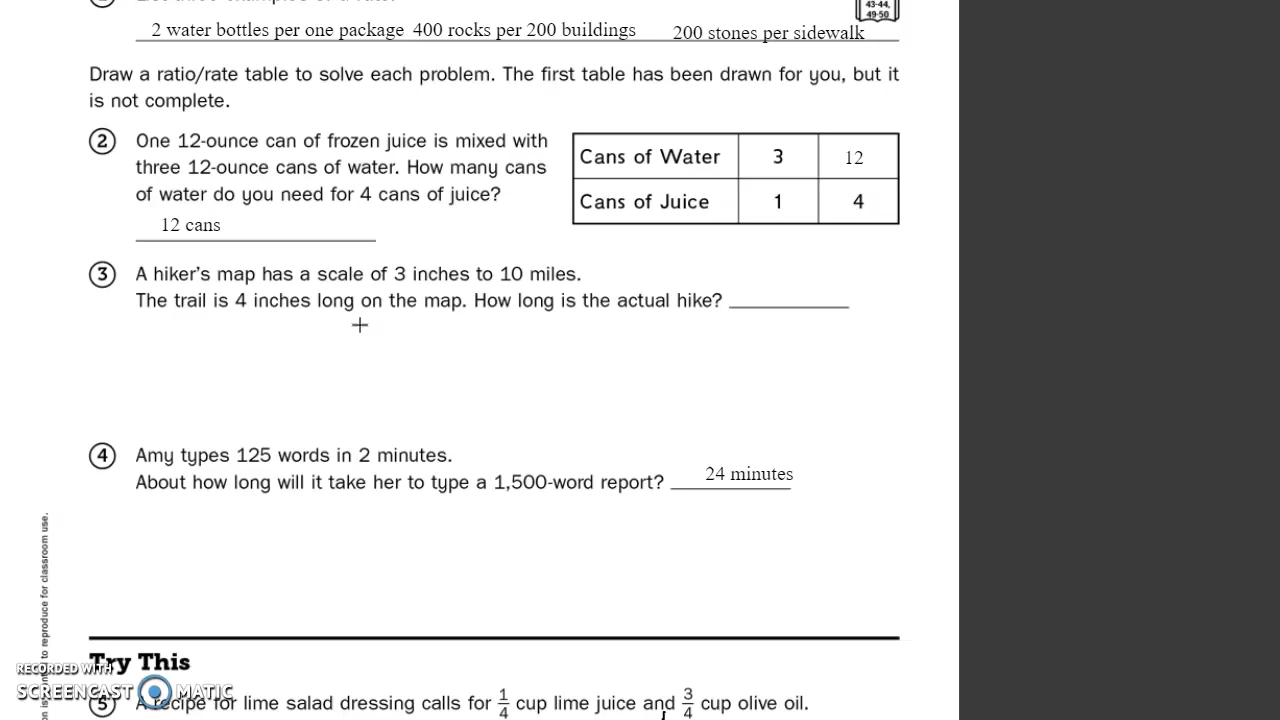 2 water bottles per one package 400 rocks per 200 buildings 200 stones per sidewalk
43-44,
49-50
Draw a ratio/rate table to solve each problem. The first table has been drawn for you, but it
is not complete.
2 One 12-ounce can of frozen juice is mixed with
three 12-ounce cans of water. How many cans
of water do you need for 4 cans of juice?
12 cans
Cans of Water 3 12
Cans of Juice 1 4
3 A hiker's map has a scale of 3 inches to 10 miles.
The trail is 4 inches long on the map. How long is the actual hike?
4 Amy types 125 words in 2 minutes.
About how long will it take her to type a 1,500-word report? 24 minutes
to reproduce for classroom use.
Try This
5 A recipe for lime salad dressing calls for 1/4 cup lime juice and 3/4 cup olive oil.
RECORDED WITH
SCREENCAST MATIC